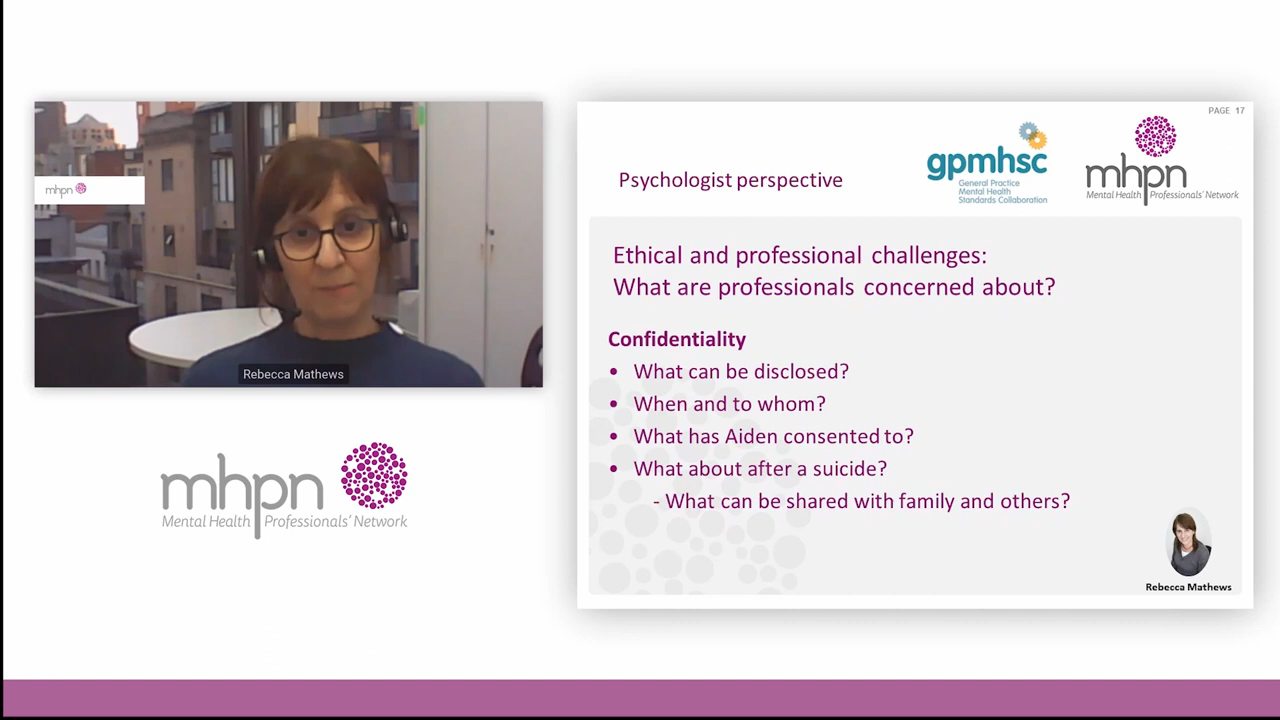 mhpn
Rebecca Mathews
mhpn
Mental Health Professionals' Network
PAGE 17
Psychologist perspective
gpmhsc
General Practice
Mental Health
Standards Collaboration
mhpn
Mental Health Professionals' Network
Ethical and professional challenges:
What are professionals concerned about?
Confidentiality
• What can be disclosed?
• When and to whom?
• What has Aiden consented to?
• What about after a suicide?
- What can be shared with family and others?
Rebecca Mathews